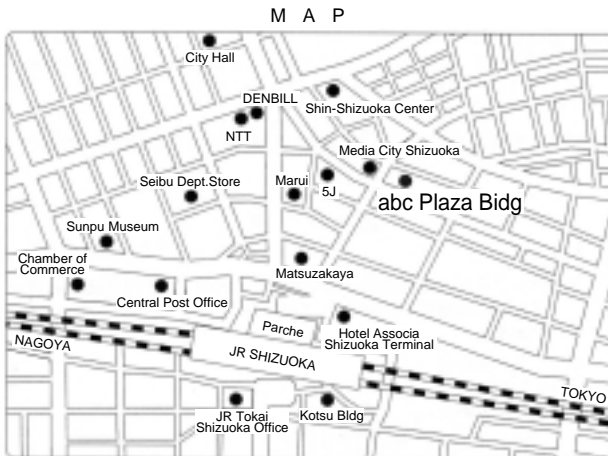 M A P
City Hall
DENBILL
NTT
Shin-Shizuoka Center
Media City Shizuoka
Seibu Dept.Store
Marui
5J
abc Plaza Bidg
Sunpu Museum
Chamber of
Commerce
Matsuzakaya
Central Post Office
Parche
Hotel Associa
Shizuoka Terminal
NAGOYA
JR SHIZUOKA
TOKYO
JR Tokai
Shizuoka Office
Kotsu Bldg